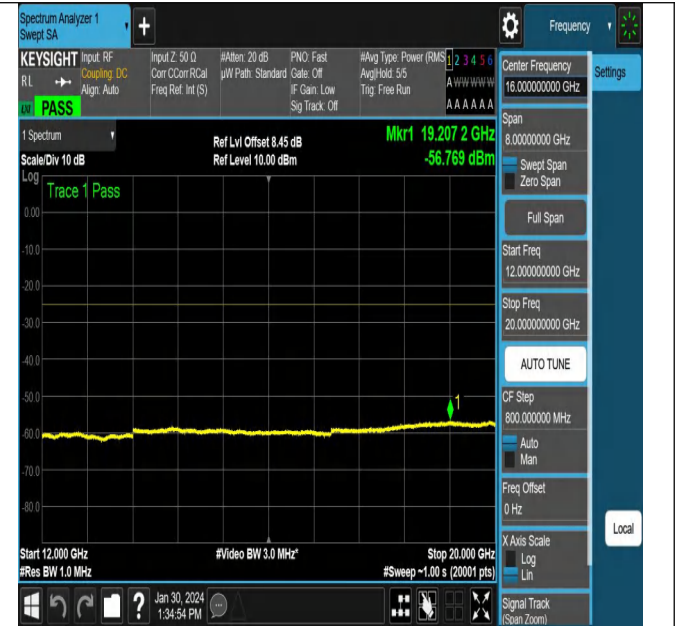 Spectrum Analyzer 1
Swept SA
+
Frequency
KEYSIGHT
RL
LXI PASS
Input: RF
Coupling: DC
Align: Auto
Input Z: 50 Ω
Corr CCorr RCal
Freq Ref: Int (S)
#Atten: 20 dB
µW Path: Standard
PNO: Fast
Gate: Off
IF Gain: Low
Sig Track: Off
#Avg Type: Power (RMS
Avg|Hold: 5/5
Trig: Free Run
1 2 3 4 5 6
A W W W W W
A A A A A A
1 Spectrum
Scale/Div 10 dB
Ref Lvl Offset 8.45 dB
Ref Level 10.00 dBm
Mkr1 19.207 2 GHz
-56.769 dBm
Log
Trace 1 Pass
0.00
-10.0
-20.0
-30.0
-40.0
-50.0
-60.0
-70.0
-80.0
1
Start 12.000 GHz
#Res BW 1.0 MHz
#Video BW 3.0 MHz*
Stop 20.000 GHz
#Sweep ~1.00 s (20001 pts)
?
Jan 30, 2024
1:34:54 PM
Center Frequency
16.000000000 GHz
Settings
Span
8.00000000 GHz
Swept Span
Zero Span
Full Span
Start Freq
12.000000000 GHz
Stop Freq
20.000000000 GHz
AUTO TUNE
CF Step
800.000000 MHz
Auto
Man
Freq Offset
0 Hz
Local
X Axis Scale
Log
Lin
Signal Track
(Span Zoom)